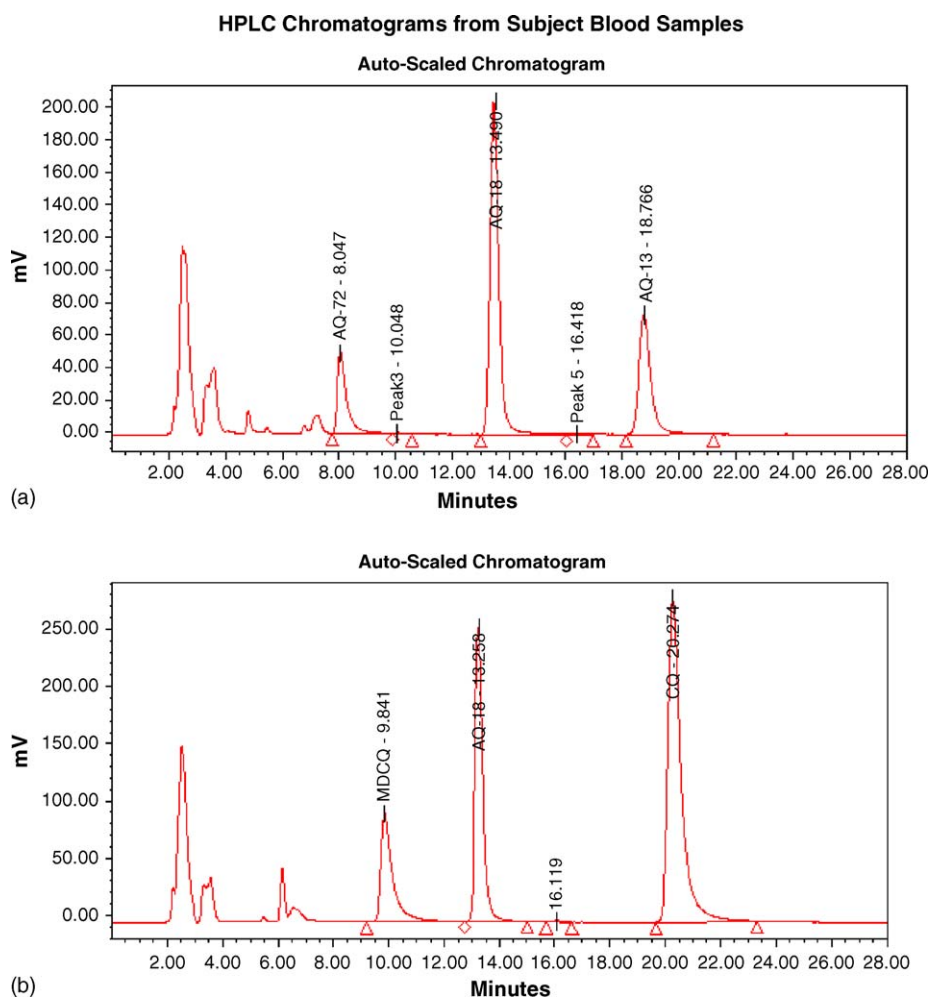 HPLC Chromatograms from Subject Blood Samples
Auto-Scaled Chromatogram
mV
200.00
180.00
160.00
140.00
120.00
100.00
80.00
60.00
40.00
20.00
0.00
AQ-72 - 8.047
Peak3 - 10.048
AQ-18 - 13.490
Peak 5 - 16.418
AQ-13 - 18.766
2.00 4.00 6.00 8.00 10.00 12.00 14.00 16.00 18.00 20.00 22.00 24.00 26.00 28.00
Minutes
(a)
Auto-Scaled Chromatogram
mV
250.00
200.00
150.00
100.00
50.00
0.00
MDCQ - 9.841
AQ-18 - 13.258
16.119
CQ - 20.274
2.00 4.00 6.00 8.00 10.00 12.00 14.00 16.00 18.00 20.00 22.00 24.00 26.00 28.00
Minutes
(b)